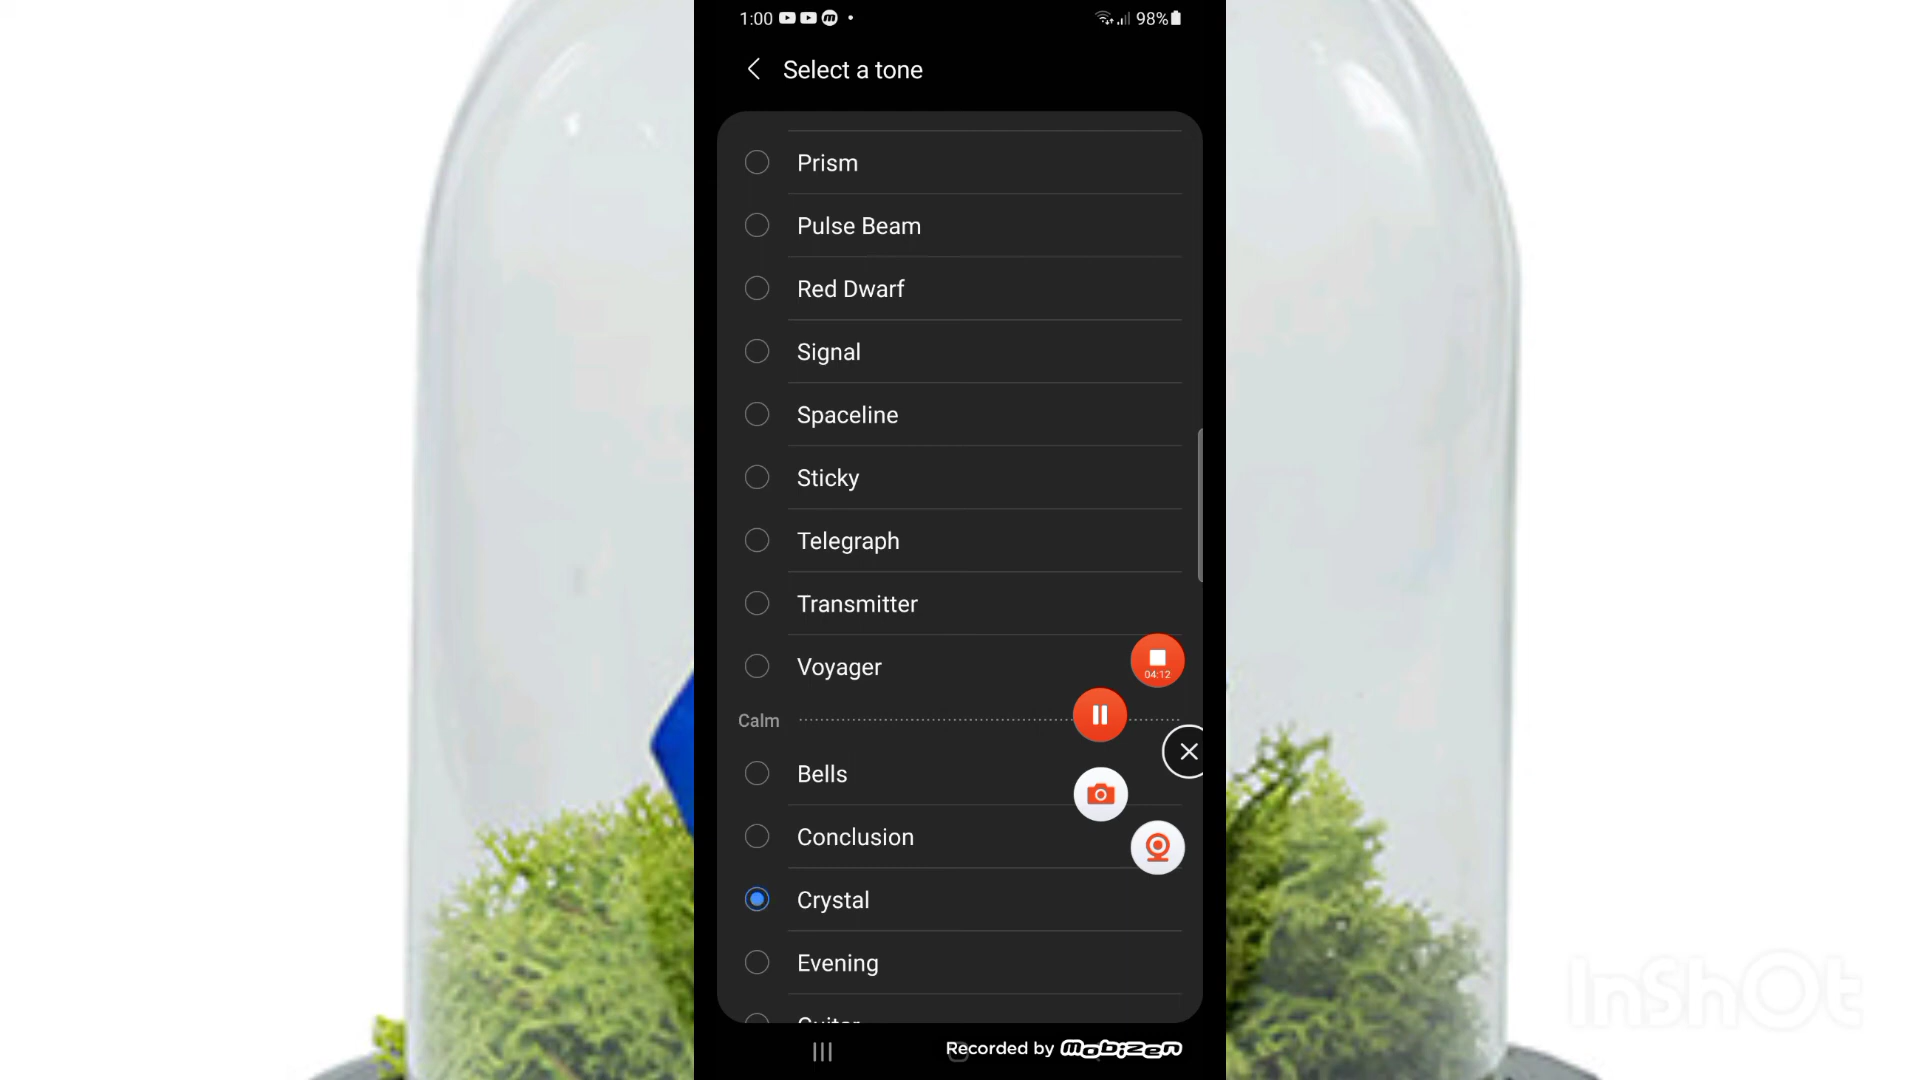 1:00
98%
Select a tone
Prism
Pulse Beam
Red Dwarf
Signal
Spaceline
Sticky
Telegraph
Transmitter
Voyager
04:12
Calm
Bells
Conclusion
Crystal
Evening
Guitar
Recorded by mobizen
InShOt